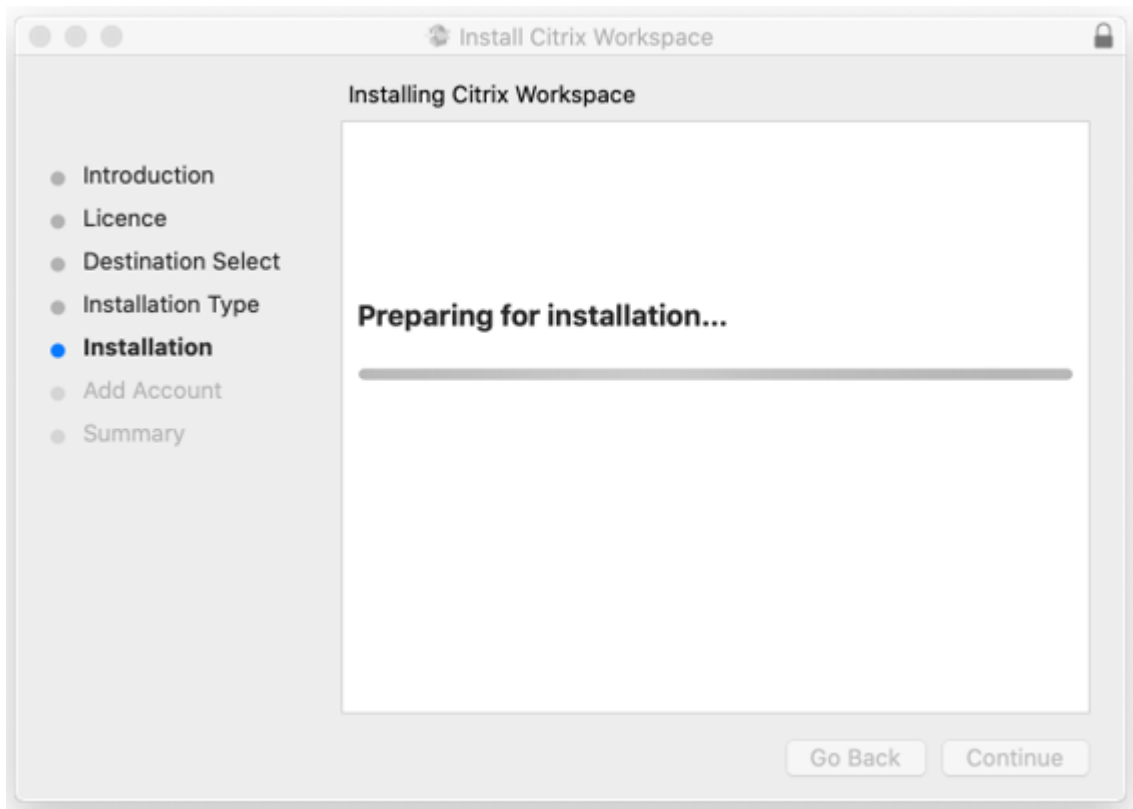 Install Citrix Workspace
Installing Citrix Workspace
Introduction
Licence
Destination Select
Installation Type
Installation
Add Account
Summary
Preparing for installation...
Go Back
Continue